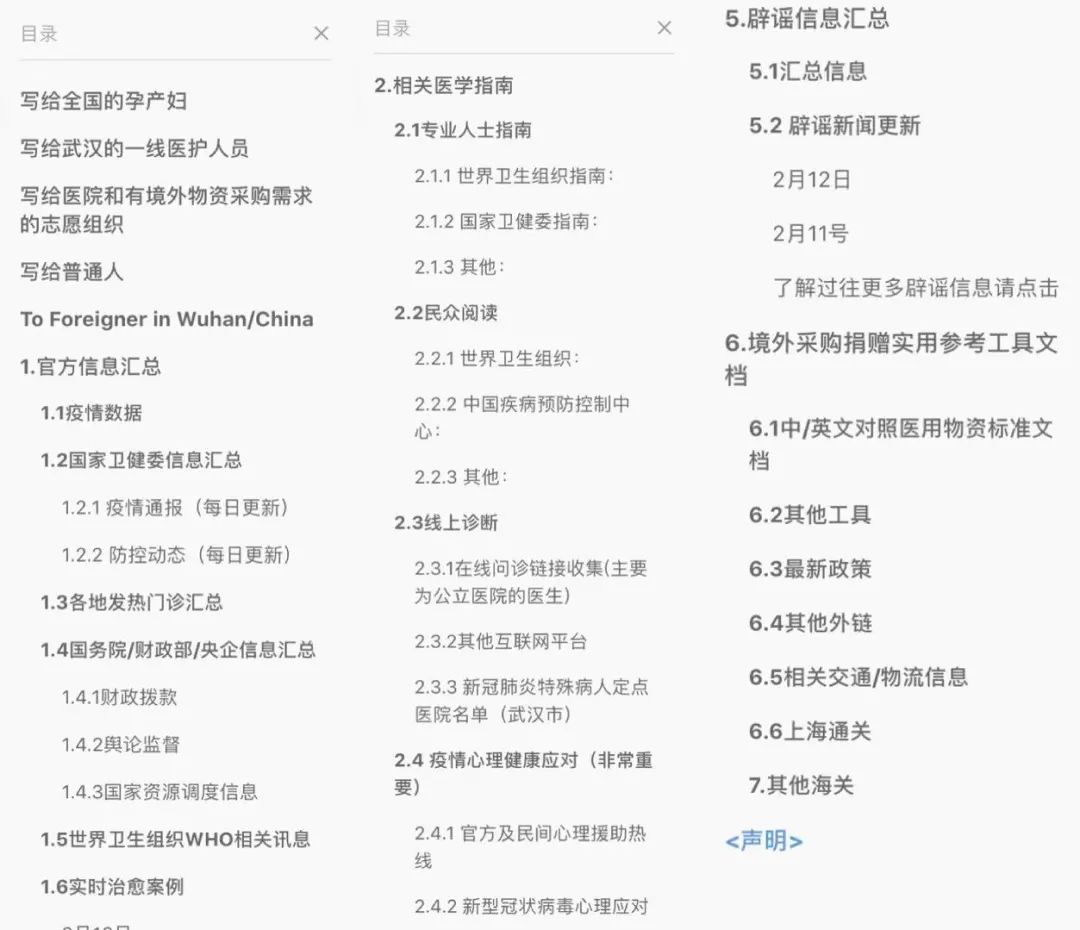 目录
写给全国的孕产妇
写给武汉的一线医护人员
写给医院和有境外物资采购需求
的志愿组织
写给普通人
To Foreigner in Wuhan/China
1.官方信息汇总
1.1疫情数据
1.2国家卫健委信息汇总
1.2.1 疫情通报（每日更新）
1.2.2 防控动态（每日更新）
1.3各地发热门诊汇总
1.4国务院/财政部/央企信息汇总
1.4.1财政拨款
1.4.2舆论监督
1.4.3国家资源调度信息
1.5世界卫生组织WHO相关讯息
1.6实时治愈案例
目录
2.相关医学指南
2.1专业人士指南
2.1.1 世界卫生组织指南：
2.1.2 国家卫健委指南：
2.1.3 其他：
2.2民众阅读
2.2.1 世界卫生组织：
2.2.2 中国疾病预防控制中
心：
2.2.3 其他：
2.3线上诊断
2.3.1在线问诊链接收集(主要
为公立医院的医生)
2.3.2其他互联网平台
2.3.3 新冠肺炎特殊病人定点
医院名单（武汉市）
2.4 疫情心理健康应对（非常重
要）
2.4.1 官方及民间心理援助热
线
2.4.2 新型冠状病毒心理应对
5.辟谣信息汇总
5.1汇总信息
5.2 辟谣新闻更新
2月12日
2月11号
了解过往更多辟谣信息请点击
6.境外采购捐赠实用参考工具文
档
6.1中/英文对照医用物资标准文
档
6.2其他工具
6.3最新政策
6.4其他外链
6.5相关交通/物流信息
6.6上海通关
7.其他海关
<声明>